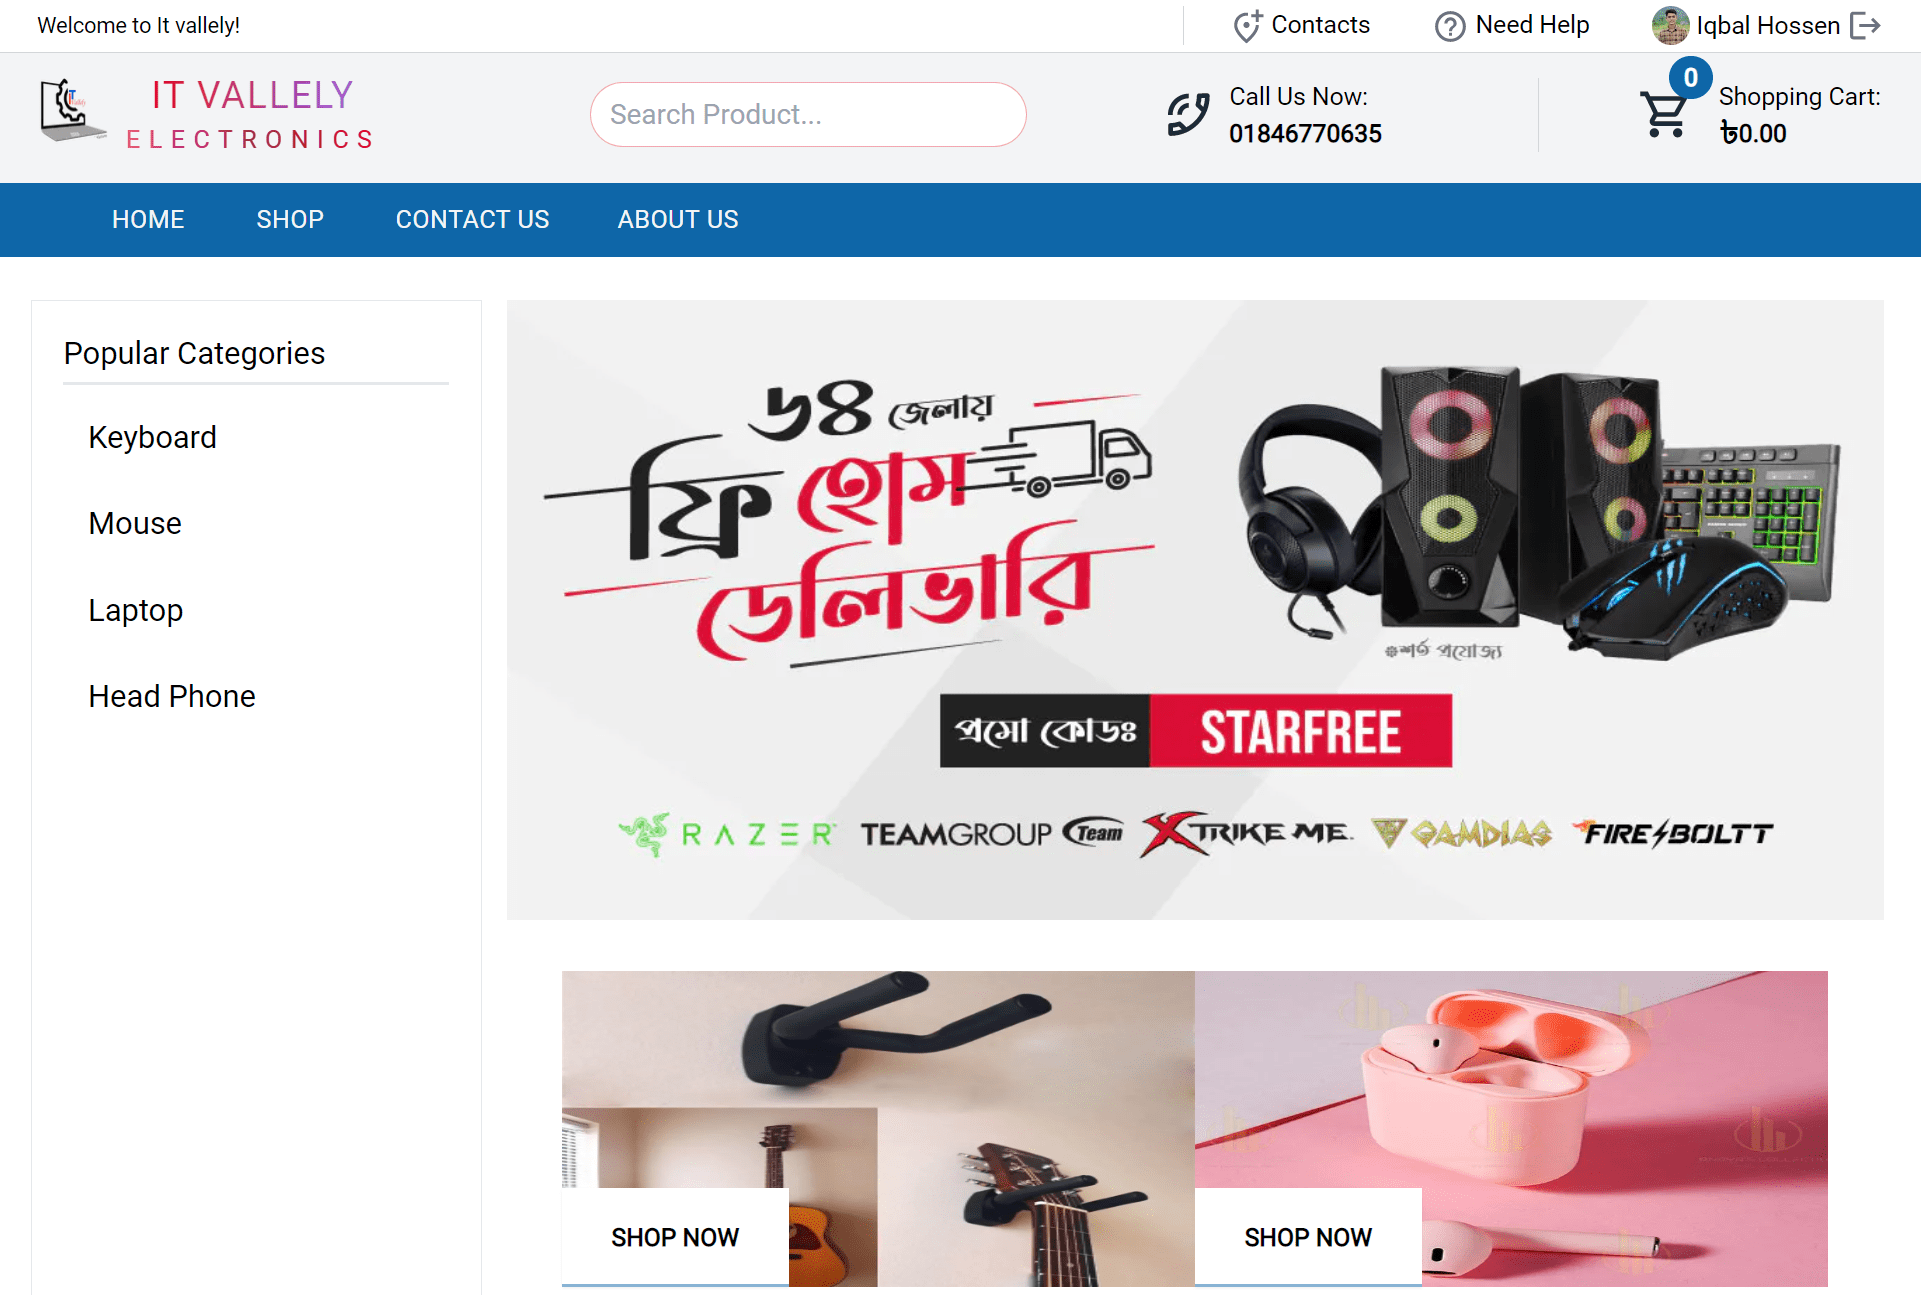 Welcome to It vallely!
Contacts
Need Help
Iqbal Hossen
IT VALLELY
ELECTRONICS
Search Product...
Call Us Now:
01846770635
0
Shopping Cart:
৳0.00
HOME
SHOP
CONTACT US
ABOUT US
Popular Categories
Keyboard
Mouse
Laptop
Head Phone
৬৪ জেলায়
ফ্রি হোম
ডেলিভারি
*শর্ত প্রযোজ্য
প্রমো কোডঃ STARFREE
RAZER TEAMGROUP Team XTRIKE ME. GAMDIAS FIRE BOLTT
SHOP NOW
SHOP NOW